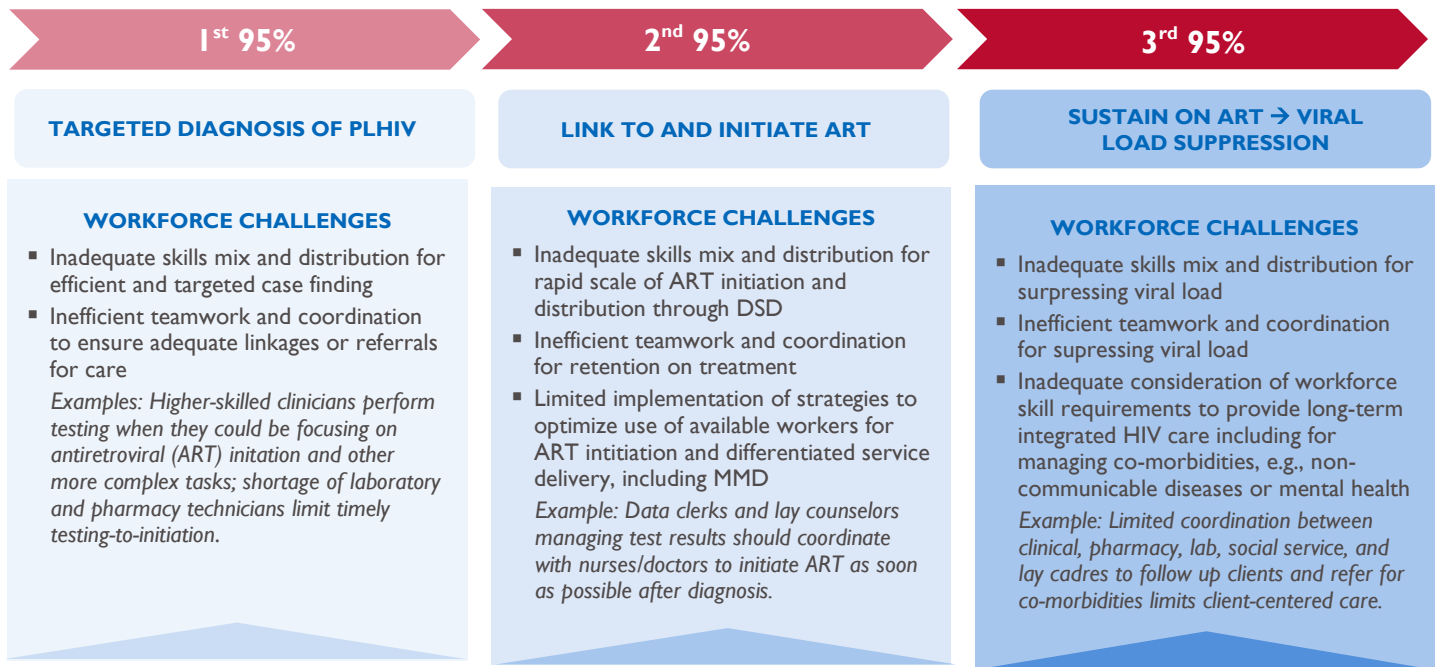 1st 95%
2nd 95%
3rd 95%
TARGETED DIAGNOSIS OF PLHIV
LINK TO AND INITIATE ART
SUSTAIN ON ART → VIRAL
LOAD SUPPRESSION
WORKFORCE CHALLENGES
▪ Inadequate skills mix and distribution for
efficient and targeted case finding
▪ Inefficient teamwork and coordination
to ensure adequate linkages or referrals
for care
Examples: Higher-skilled clinicians perform
testing when they could be focusing on
antiretroviral (ART) initation and other
more complex tasks; shortage of laboratory
and pharmacy technicians limit timely
testing-to-initiation.
WORKFORCE CHALLENGES
▪ Inadequate skills mix and distribution for
rapid scale of ART initiation and
distribution through DSD
▪ Inefficient teamwork and coordination
for retention on treatment
▪ Limited implementation of strategies to
optimize use of available workers for
ART intitiation and differentiated service
delivery, including MMD
Example: Data clerks and lay counselors
managing test results should coordinate
with nurses/doctors to initiate ART as soon
as possible after diagnosis.
WORKFORCE CHALLENGES
▪ Inadequate skills mix and distribution for
surpressing viral load
▪ Inefficient teamwork and coordination
for supressing viral load
▪ Inadequate consideration of workforce
skill requirements to provide long-term
integrated HIV care including for
managing co-morbidities, e.g., non-
communicable diseases or mental health
Example: Limited coordination between
clinical, pharmacy, lab, social service, and
lay cadres to follow up clients and refer for
co-morbidities limits client-centered care.